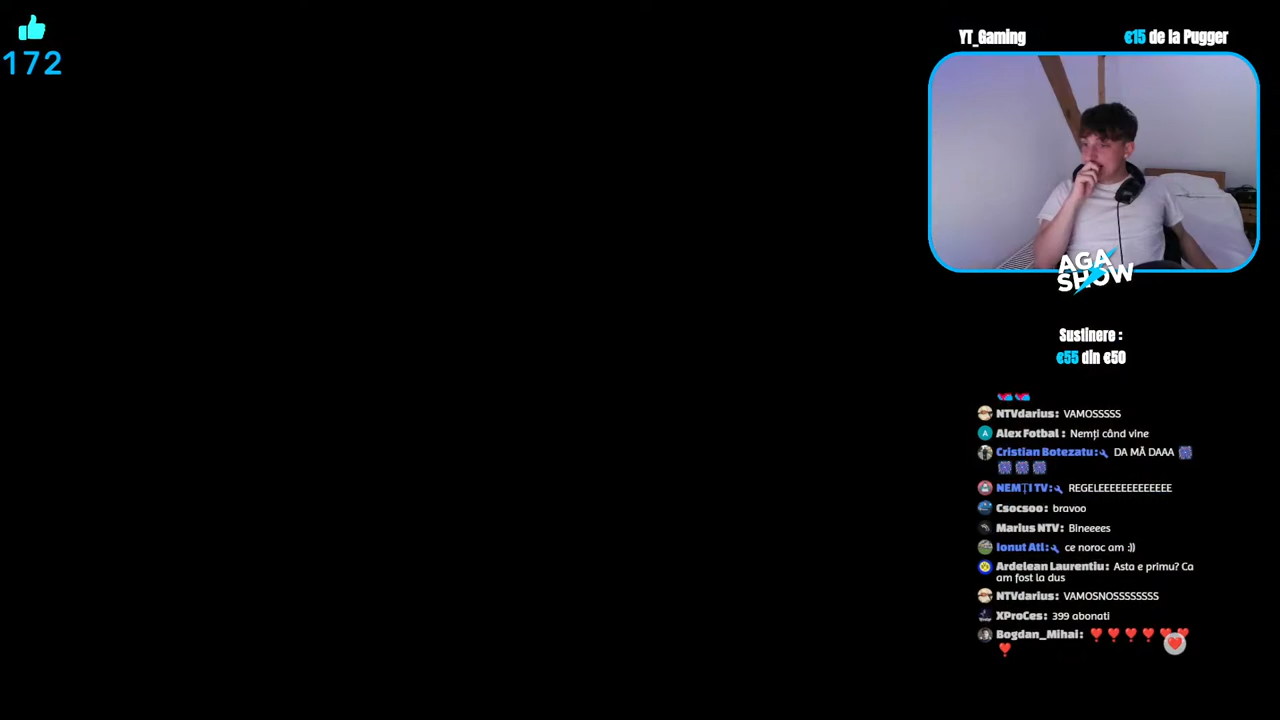 172
YT_Gaming
€15 de la Pugger
AGA
SHOW
Sustinere :
€55 din €50
NTVdarius: VAMOSSSSS
Alex Fotbal : Nemți când vine
Cristian Botezatu: DA MĂ DAAA
NEMȚI TV: REGELEEEEEEEEEEEEE
Csocsoo: bravoo
Marius NTV: Bineeees
Ionut Atl: ce noroc am :))
Ardelean Laurentiu: Asta e primu? Ca
am fost la dus
NTVdarius: VAMOSNOSSSSSSSS
XProCes: 399 abonati
Bogdan_Mihai: